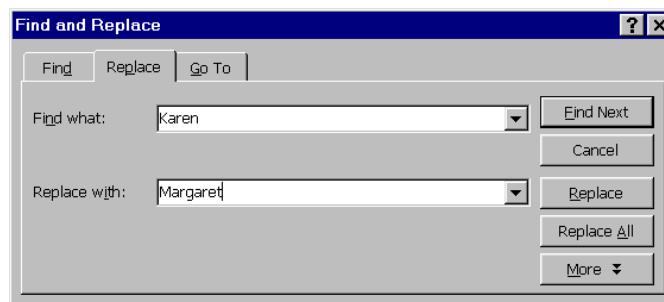 Find and Replace
Find Replace Go To
Find what: Karen Find Next
Cancel
Replace with: Margaret Replace
Replace All
More